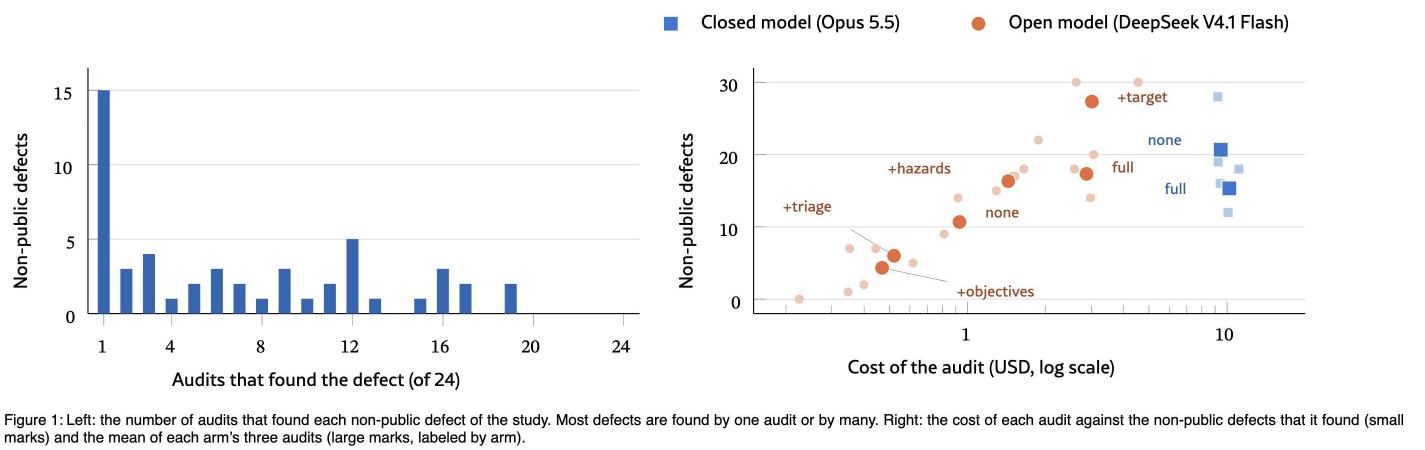 Closed model (Opus 5.5)
Open model (DeepSeek V4.1 Flash)
Non-public defects
15
10
5
0
1
4
8
12
16
20
24
Audits that found the defect (of 24)
Non-public defects
30
20
10
0
+target
none
+hazards
full
full
+triage
none
+objectives
1
10
Cost of the audit (USD, log scale)
Figure 1: Left: the number of audits that found each non-public defect of the study. Most defects are found by one audit or by many. Right: the cost of each audit against the non-public defects that it found (small
marks) and the mean of each arm’s three audits (large marks, labeled by arm).